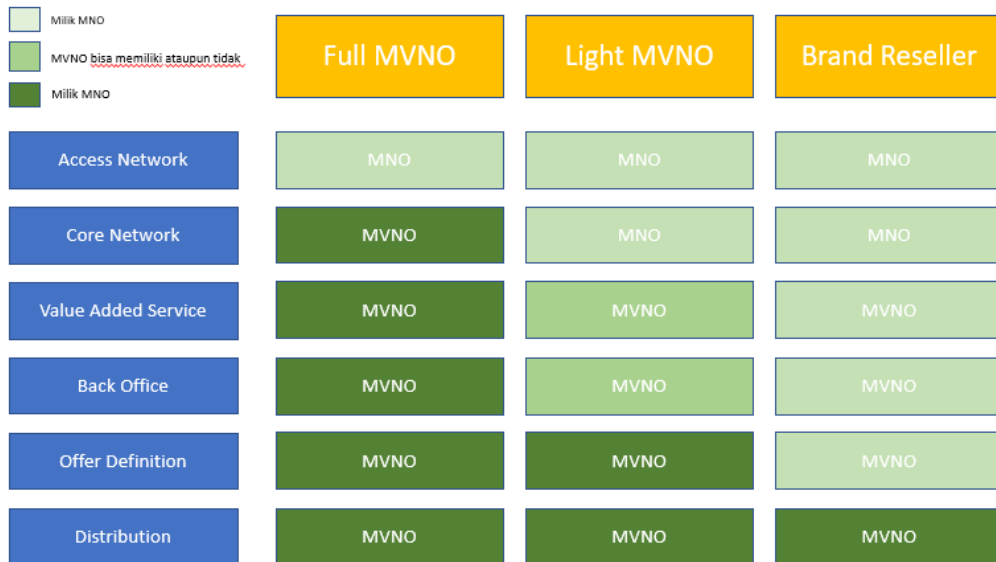 Milik MNO
MVNO bisa memiliki ataupun tidak
Milik MNO
Full MVNO
Light MVNO
Brand Reseller
Access Network
MNO
MNO
MNO
Core Network
MVNO
MNO
MNO
Value Added Service
MVNO
MVNO
MVNO
Back Office
MVNO
MVNO
MVNO
Offer Definition
MVNO
MVNO
MVNO
Distribution
MVNO
MVNO
MVNO